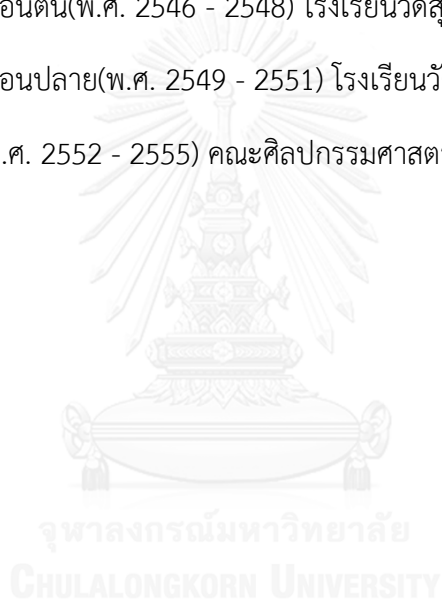 อนต้น(พ.ศ. 2546 - 2548) โรงเรียนวัดสุ
อนปลาย(พ.ศ. 2549 - 2551) โรงเรียนวั
.ศ. 2552 - 2555) คณะศิลปกรรมศาสต
จุฬาลงกรณ์มหาวิทยาลัย
CHULALONGKORN UNIVERSITY